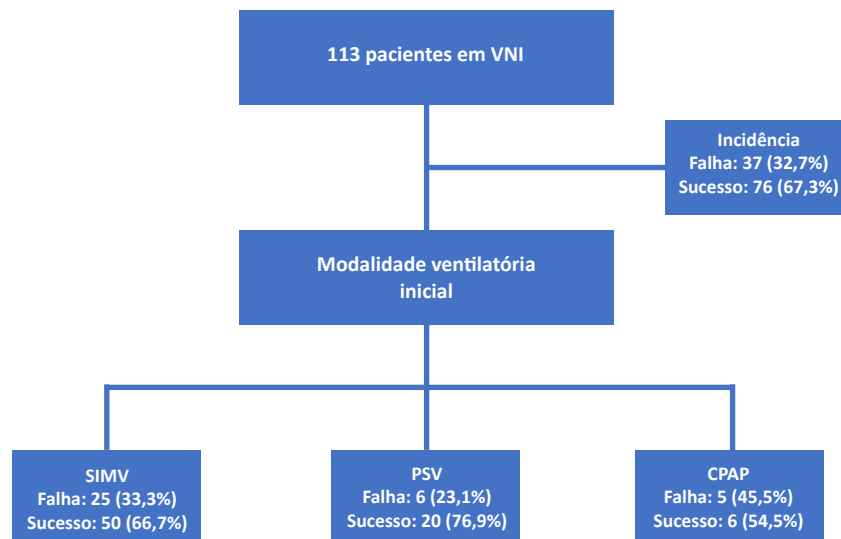 113 pacientes em VNI
Incidência
Falha: 37 (32,7%)
Sucesso: 76 (67,3%)
Modalidade ventilatória
inicial
SIMV
Falha: 25 (33,3%)
Sucesso: 50 (66,7%)
PSV
Falha: 6 (23,1%)
Sucesso: 20 (76,9%)
CPAP
Falha: 5 (45,5%)
Sucesso: 6 (54,5%)